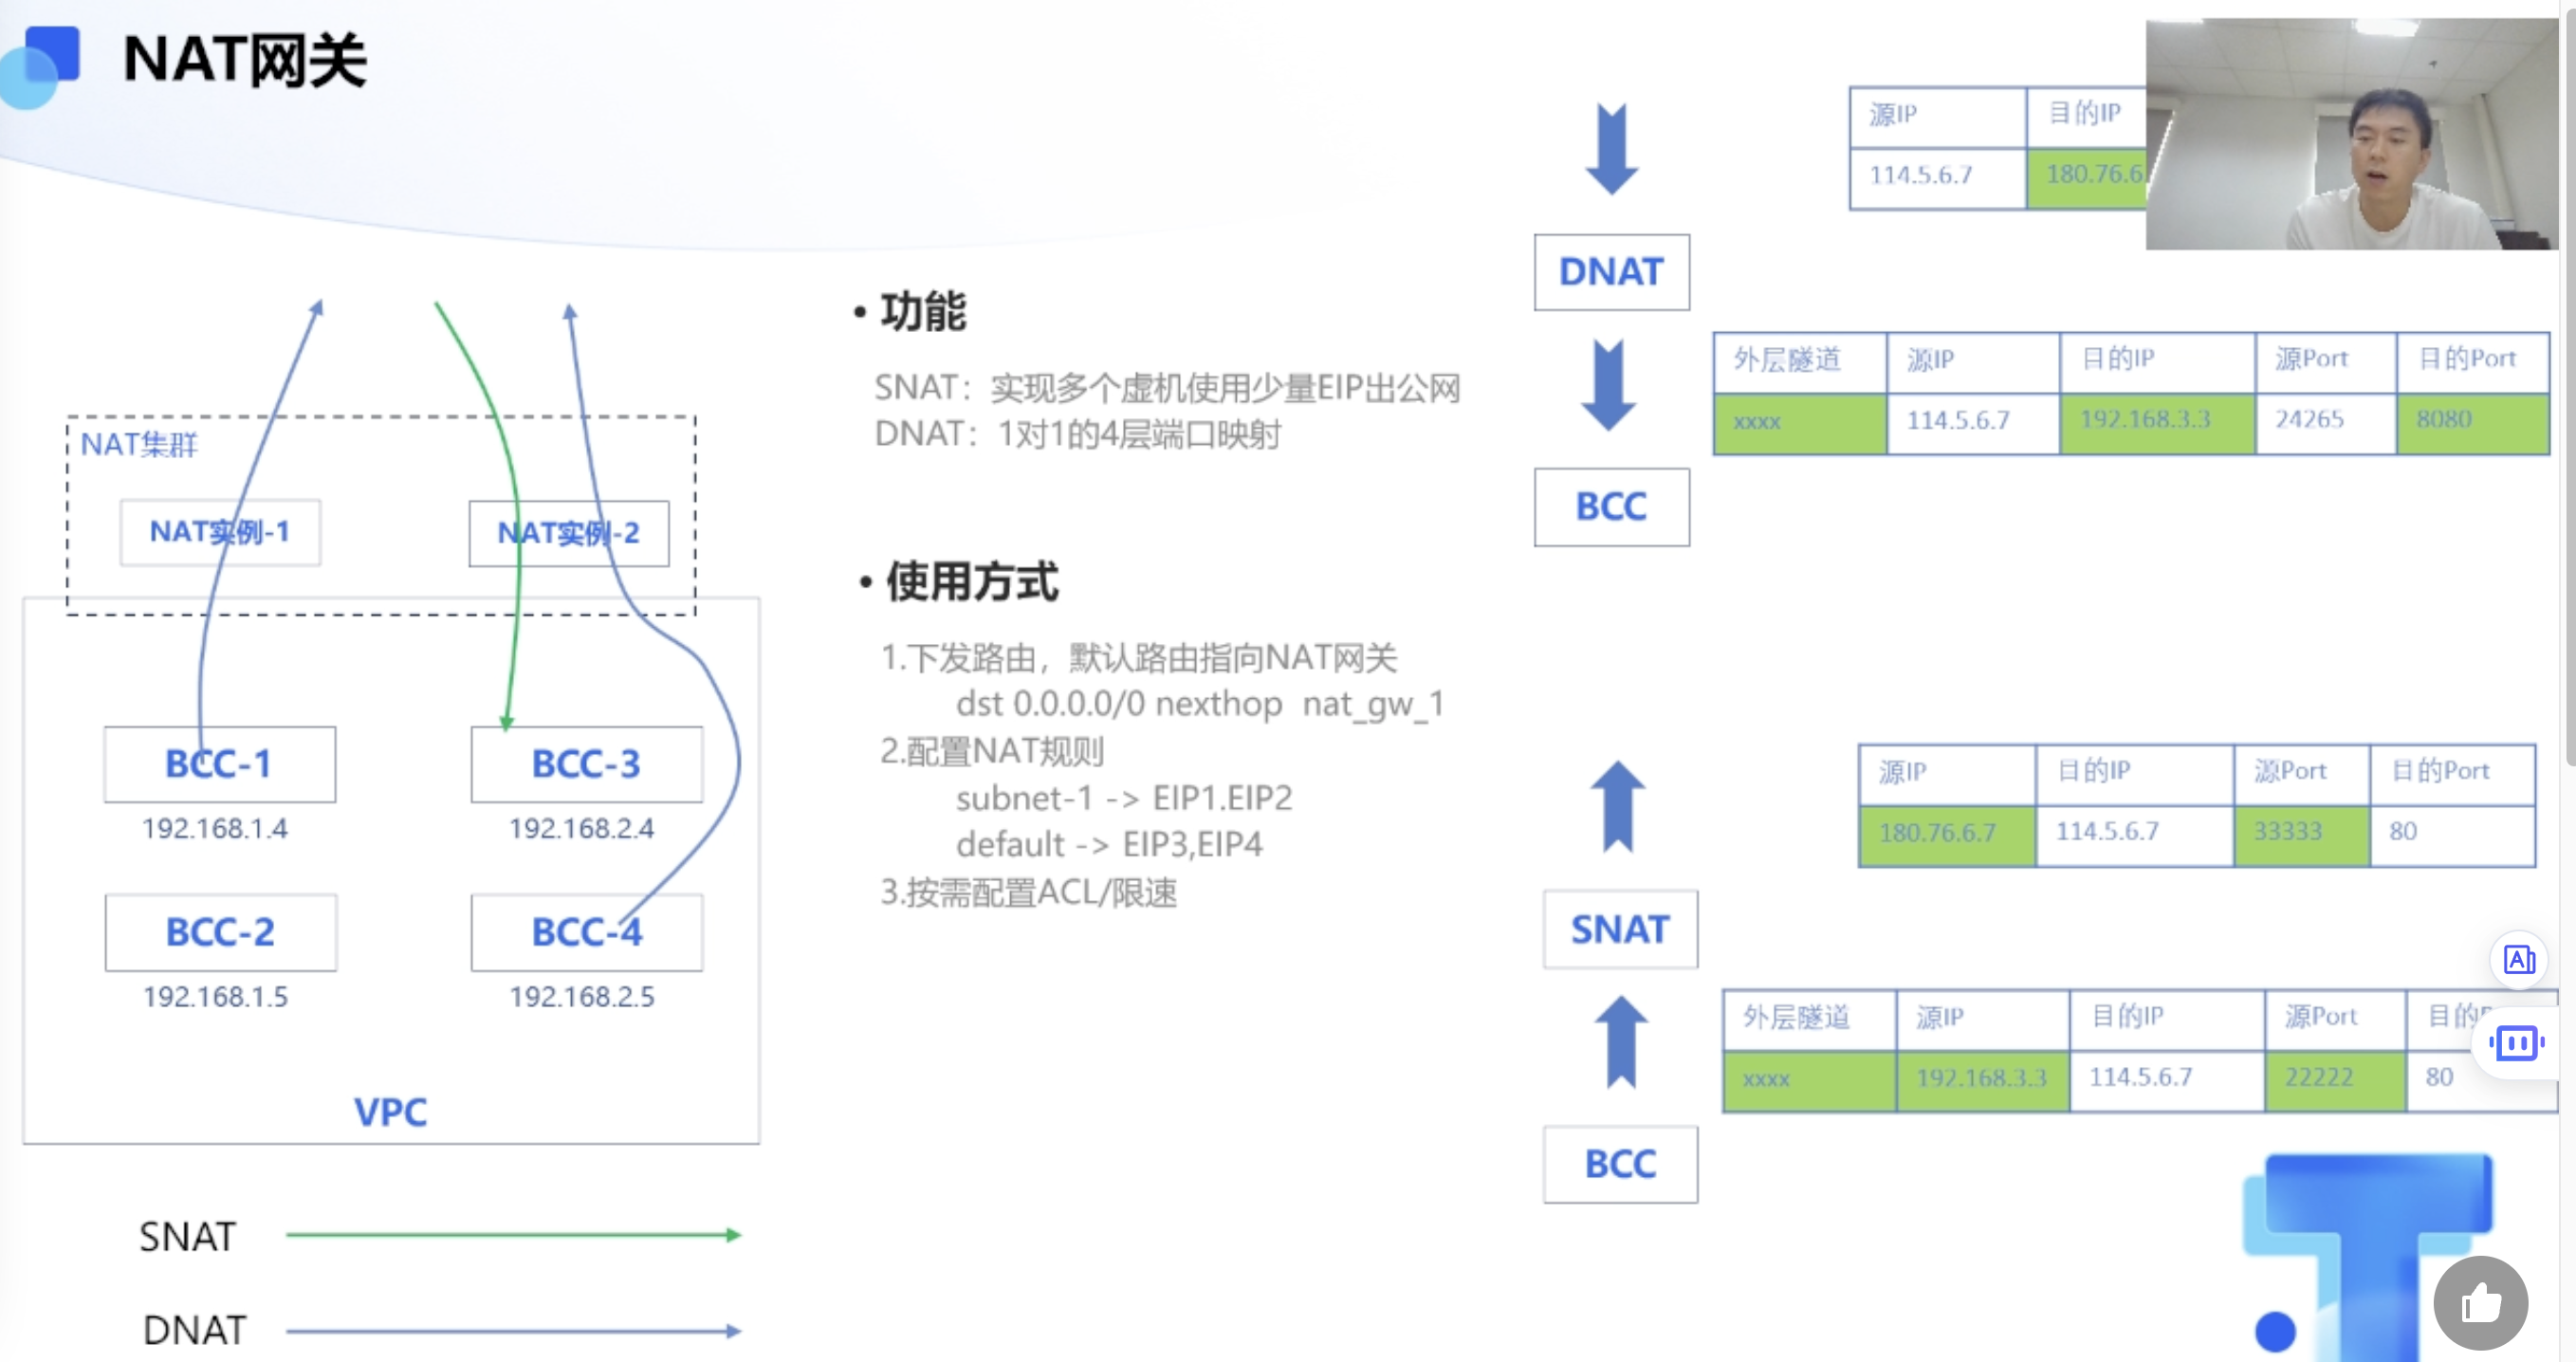 NAT网关
NAT集群
NAT实例-1
NAT实例-2
BCC-1
192.168.1.4
BCC-3
192.168.2.4
BCC-2
192.168.1.5
BCC-4
192.168.2.5
VPC
SNAT
DNAT
• 功能
SNAT：实现多个虚机使用少量EIP出公网
DNAT：1对1的4层端口映射
• 使用方式
1.下发路由，默认路由指向NAT网关
dst 0.0.0.0/0 nexthop nat_gw_1
2.配置NAT规则
subnet-1 -> EIP1.EIP2
default -> EIP3,EIP4
3.按需配置ACL/限速
源IP 目的IP
114.5.6.7 180.76.6
DNAT
外层隧道 源IP 目的IP 源Port 目的Port
xxxx 114.5.6.7 192.168.3.3 24265 8080
BCC
源IP 目的IP 源Port 目的Port
180.76.6.7 114.5.6.7 33333 80
SNAT
外层隧道 源IP 目的IP 源Port 目的
xxxx 192.168.3.3 114.5.6.7 22222 80
BCC